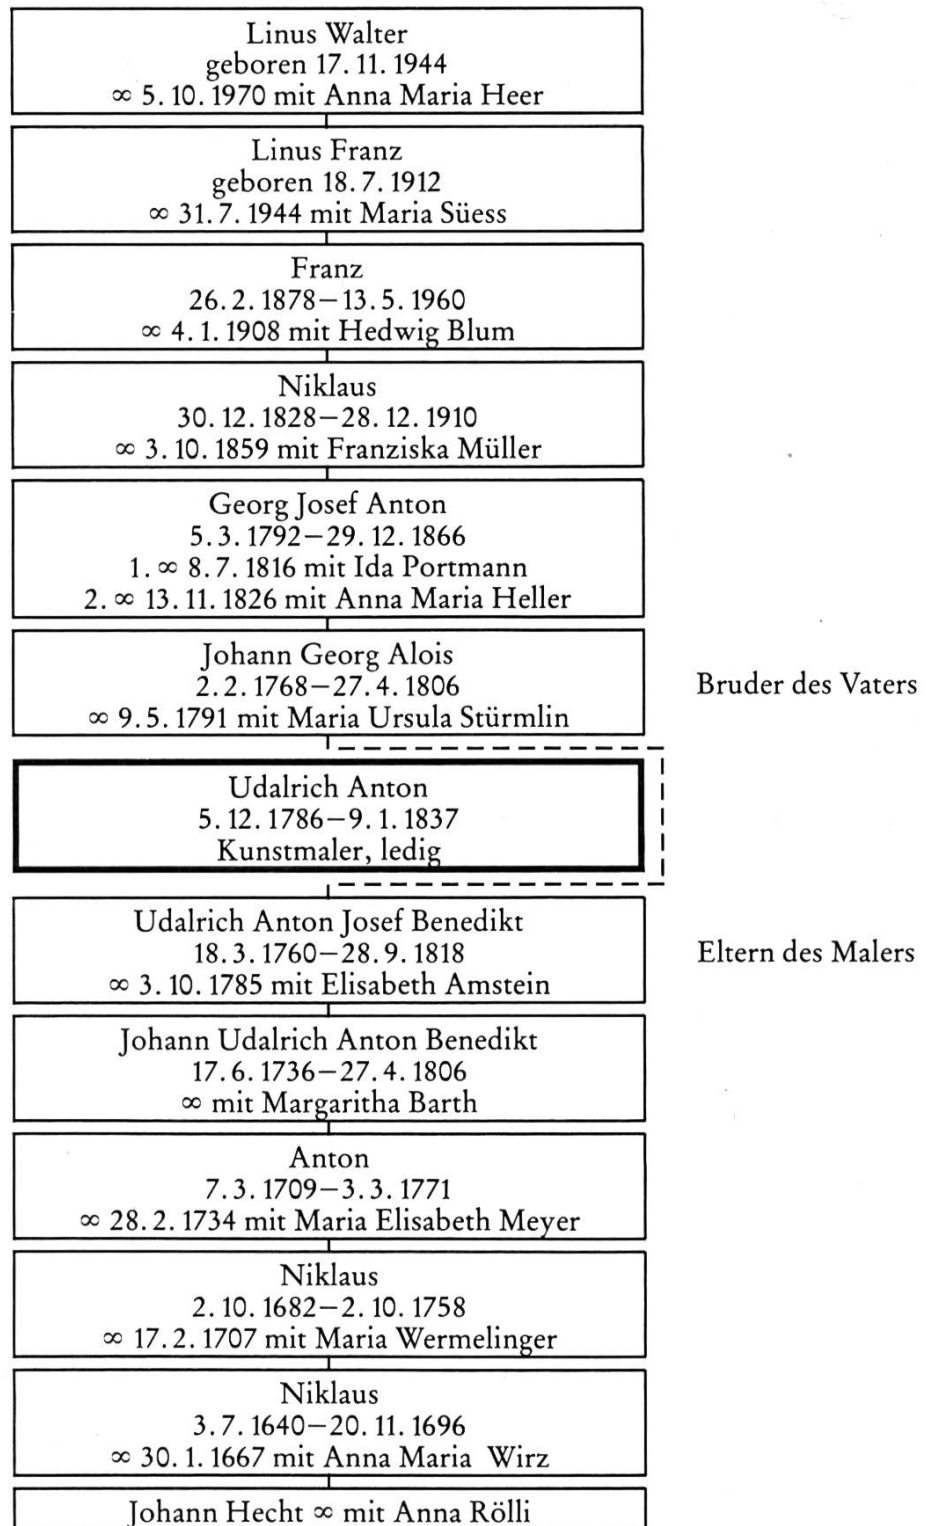 Linus Walter
geboren 17. 11. 1944
∞ 5. 10. 1970 mit Anna Maria Heer
Linus Franz
geboren 18. 7. 1912
∞ 31. 7. 1944 mit Maria Süess
Franz
26. 2. 1878–13. 5. 1960
∞ 4. 1. 1908 mit Hedwig Blum
Niklaus
30. 12. 1828–28. 12. 1910
∞ 3. 10. 1859 mit Franziska Müller
Georg Josef Anton
5. 3. 1792–29. 12. 1866
1. ∞ 8. 7. 1816 mit Ida Portmann
2. ∞ 13. 11. 1826 mit Anna Maria Heller
Johann Georg Alois
2. 2. 1768–27. 4. 1806
∞ 9. 5. 1791 mit Maria Ursula Stürmlin
Bruder des Vaters
Udalrich Anton
5. 12. 1786–9. 1. 1837
Kunstmaler, ledig
Udalrich Anton Josef Benedikt
18. 3. 1760–28. 9. 1818
∞ 3. 10. 1785 mit Elisabeth Amstein
Eltern des Malers
Johann Udalrich Anton Benedikt
17. 6. 1736–27. 4. 1806
∞ mit Margaritha Barth
Anton
7. 3. 1709–3. 3. 1771
∞ 28. 2. 1734 mit Maria Elisabeth Meyer
Niklaus
2. 10. 1682–2. 10. 1758
∞ 17. 2. 1707 mit Maria Wermelinger
Niklaus
3. 7. 1640–20. 11. 1696
∞ 30. 1. 1667 mit Anna Maria Wirz
Johann Hecht ∞ mit Anna Rölli